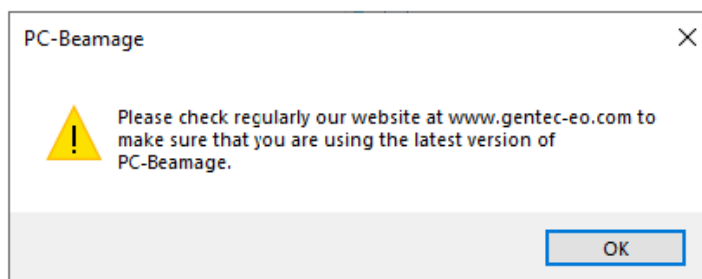 PC-Beamage
Please check regularly our website at www.gentec-eo.com to
make sure that you are using the latest version of
PC-Beamage.
OK